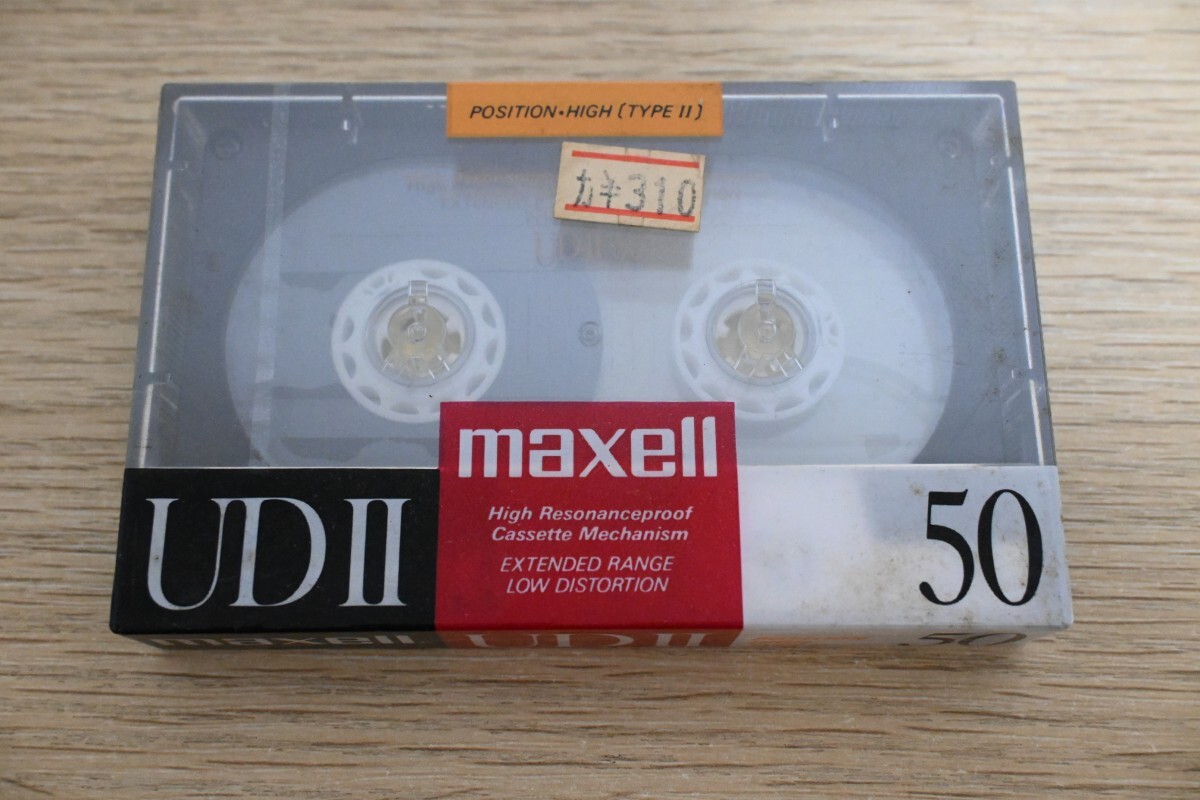 POSITION•HIGH (TYPE II)
カ¥310
maxell
UDII
High Resonanceproof
Cassette Mechanism
EXTENDED RANGE
LOW DISTORTION
50
maxell
UDII
50